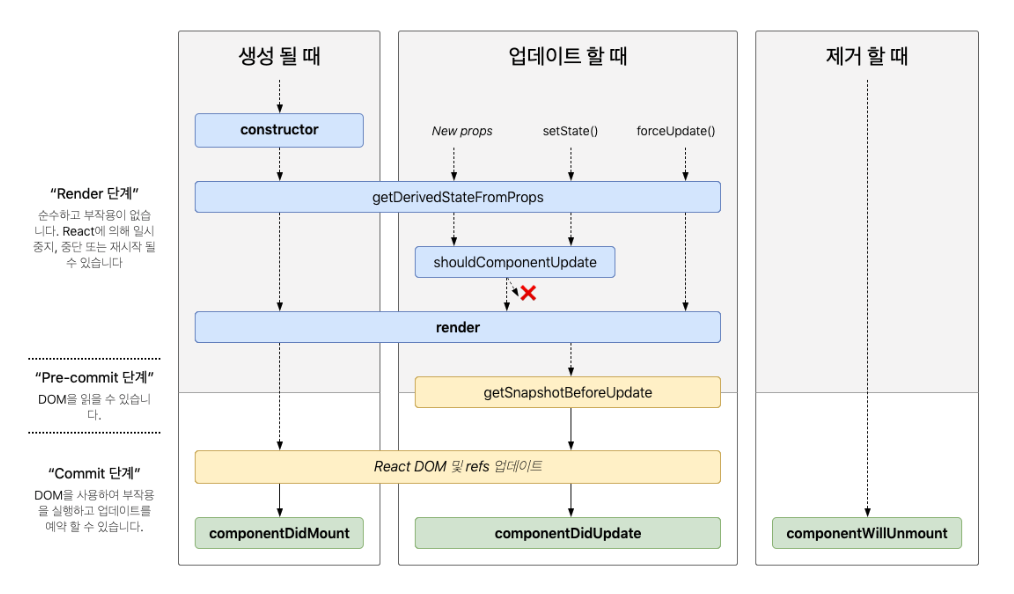 생성 될 때
업데이트 할 때
제거 할 때
constructor
New props
setState()
forceUpdate()
“Render 단계”
순수하고 부작용이 없습
니다. React에 의해 일시
중지, 중단 또는 재시작 될
수 있습니다
getDerivedStateFromProps
shouldComponentUpdate
render
“Pre-commit 단계”
DOM을 읽을 수 있습니
다.
getSnapshotBeforeUpdate
“Commit 단계”
DOM을 사용하여 부작용
을 실행하고 업데이트를
예약 할 수 있습니다.
React DOM 및 refs 업데이트
componentDidMount
componentDidUpdate
componentWillUnmount